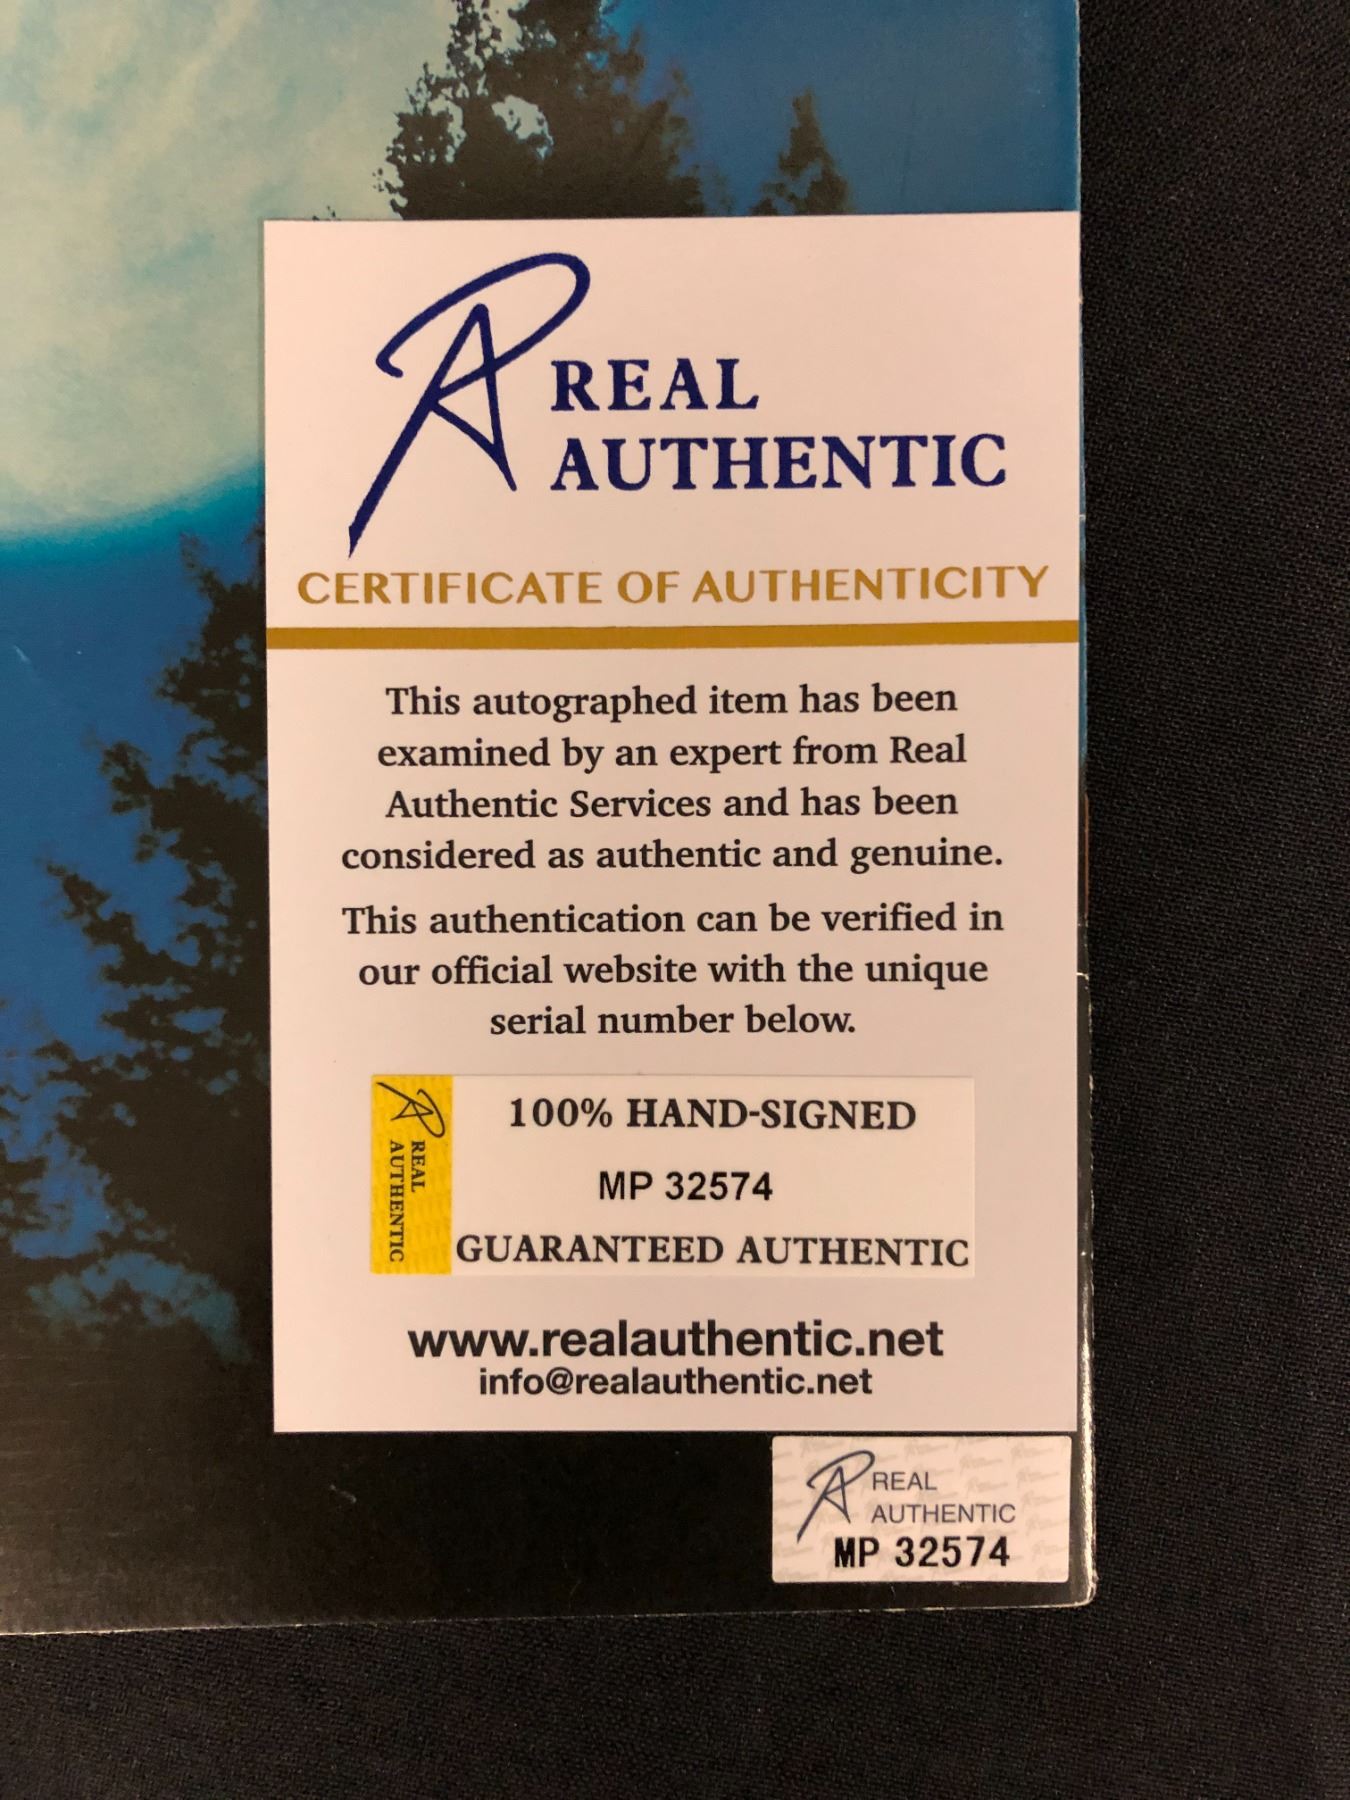 REAL
AUTHENTIC
CERTIFICATE OF AUTHENTICITY
This autographed item has been
examined by an expert from Real
Authentic Services and has been
considered as authentic and genuine.
This authentication can be verified in
our official website with the unique
serial number below.
REAL
AUTHENTIC
100% HAND-SIGNED
MP 32574
GUARANTEED AUTHENTIC
www.realauthentic.net
info@realauthentic.net
REAL
AUTHENTIC
MP 32574